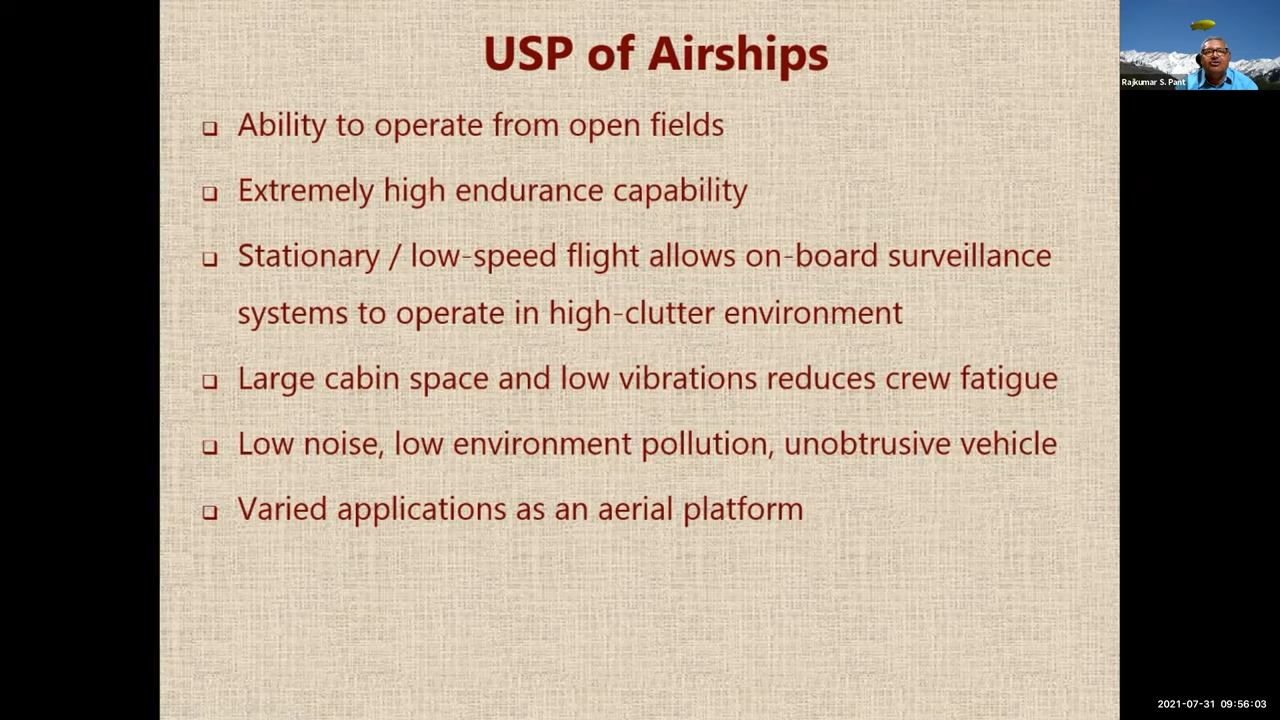 USP of Airships
❑ Ability to operate from open fields
❑ Extremely high endurance capability
❑ Stationary / low-speed flight allows on-board surveillance
systems to operate in high-clutter environment
❑ Large cabin space and low vibrations reduces crew fatigue
❑ Low noise, low environment pollution, unobtrusive vehicle
❑ Varied applications as an aerial platform
Rajkumar S. Pant
2021-07-31 09:56:03